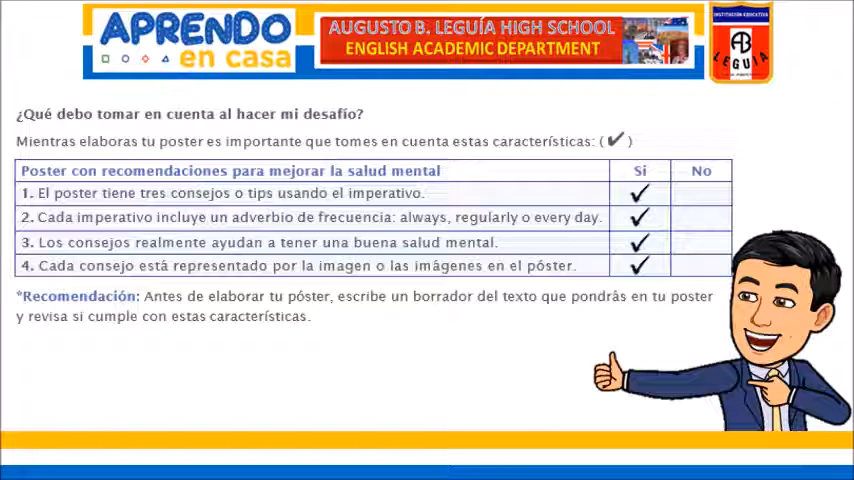 APRENDO
en casa
AUGUSTO B. LEGUÍA HIGH SCHOOL
ENGLISH ACADEMIC DEPARTMENT
INSTITUCIÓN EDUCATIVA
AB
LEGUIA
¿Qué debo tomar en cuenta al hacer mi desafío?
Mientras elaboras tu poster es importante que tomes en cuenta estas características: ( ✔ )
Poster con recomendaciones para mejorar la salud mental Si No
1. El poster tiene tres consejos o tips usando el imperativo. ✓
2. Cada imperativo incluye un adverbio de frecuencia: always, regularly o every day. ✓
3. Los consejos realmente ayudan a tener una buena salud mental. ✓
4. Cada consejo está representado por la imagen o las imágenes en el póster. ✓
*Recomendación: Antes de elaborar tu póster, escribe un borrador del texto que pondrás en tu poster
y revisa si cumple con estas características.